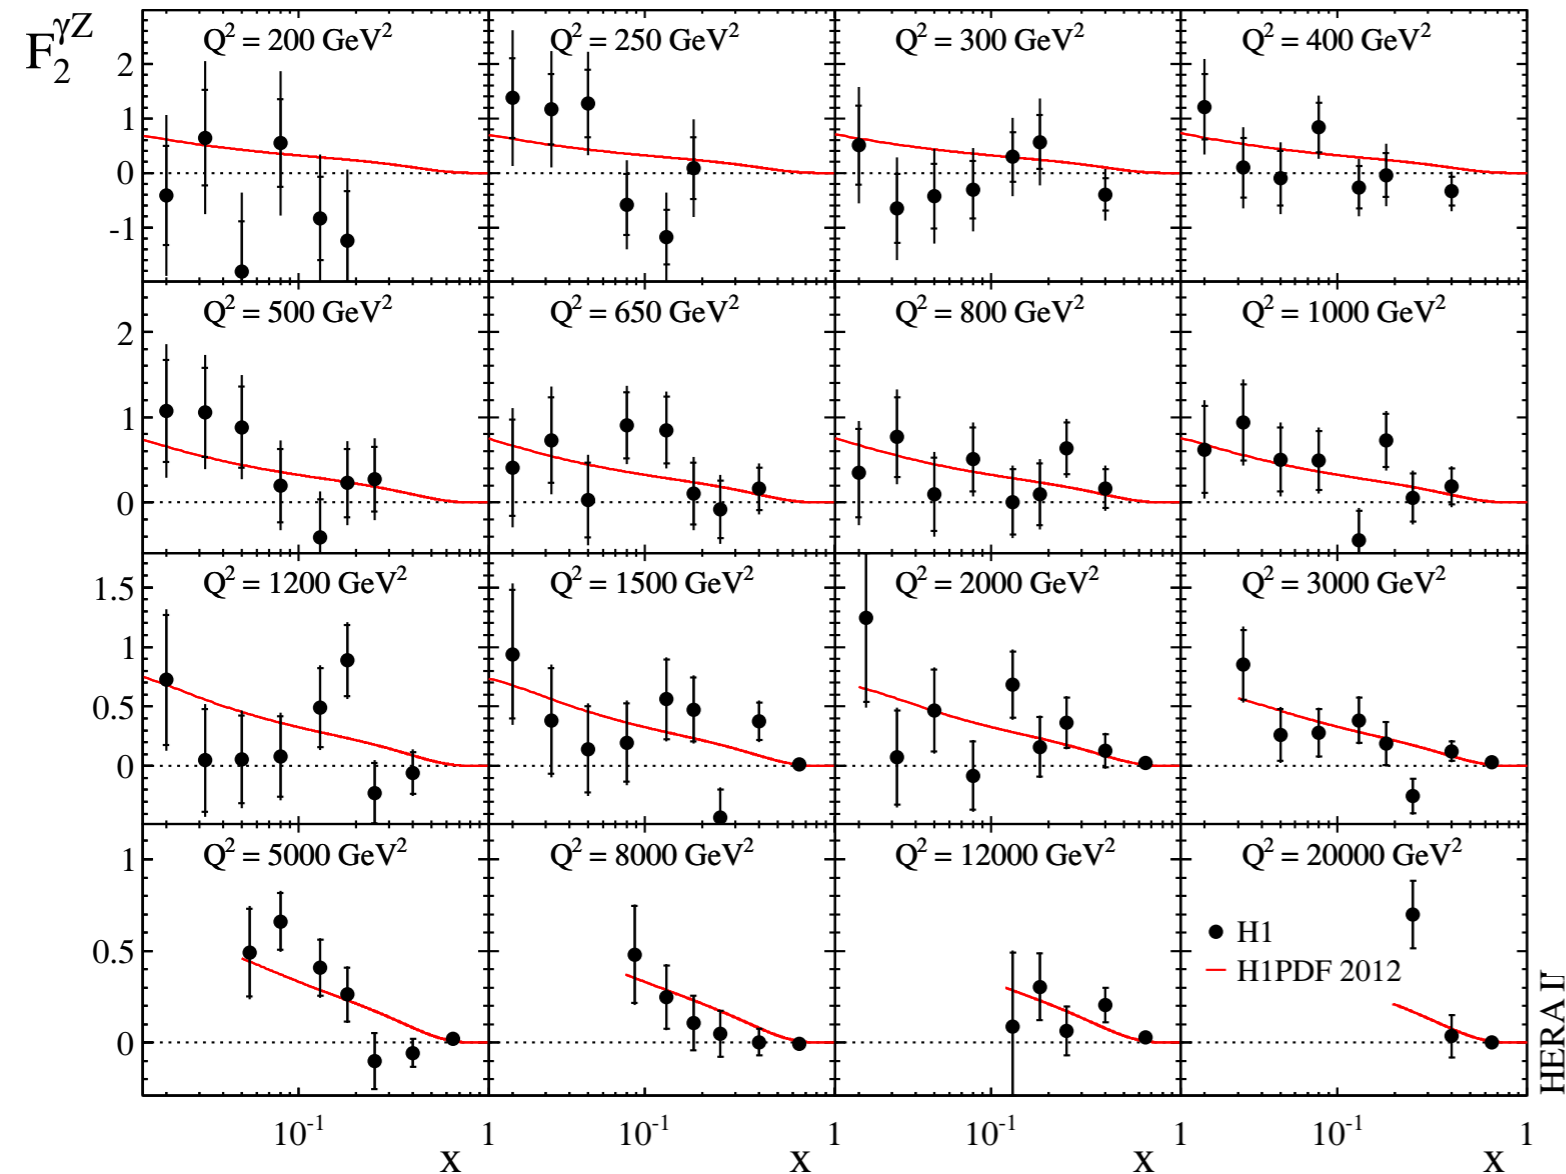 F₂^γZ
Q² = 200 GeV²
Q² = 250 GeV²
Q² = 300 GeV²
Q² = 400 GeV²
2
1
0
-1
Q² = 500 GeV²
Q² = 650 GeV²
Q² = 800 GeV²
Q² = 1000 GeV²
2
1
0
Q² = 1200 GeV²
Q² = 1500 GeV²
Q² = 2000 GeV²
Q² = 3000 GeV²
1.5
1
0.5
0
Q² = 5000 GeV²
Q² = 8000 GeV²
Q² = 12000 GeV²
Q² = 20000 GeV²
1
0.5
0
H1
H1PDF 2012
HERA II
10⁻¹ 1 10⁻¹ 1 10⁻¹ 1 10⁻¹ 1
x x x x